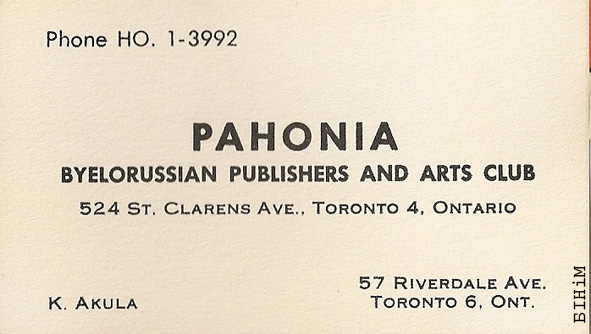 Phone HO. 1-3992
PAHONIA
BYELORUSSIAN PUBLISHERS AND ARTS CLUB
524 ST. CLARENS AVE., TORONTO 4, ONTARIO
K. AKULA
57 RIVERDALE AVE.
TORONTO 6, ONT.
БІНіМ